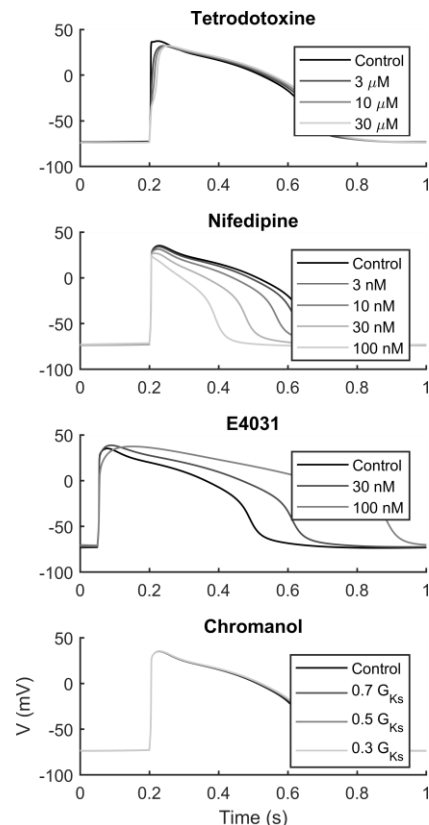 Tetrodotoxine
50
0
-50
-100
Control
3 μM
10 μM
30 μM
0 0.2 0.4 0.6 0.8 1
Nifedipine
50
0
-50
-100
Control
3 nM
10 nM
30 nM
100 nM
0 0.2 0.4 0.6 0.8 1
E4031
50
0
-50
-100
Control
30 nM
100 nM
0 0.2 0.4 0.6 0.8 1
Chromanol
V (mV)
50
0
-50
-100
Control
0.7 GKs
0.5 GKs
0.3 GKs
0 0.2 0.4 0.6 0.8 1
Time (s)